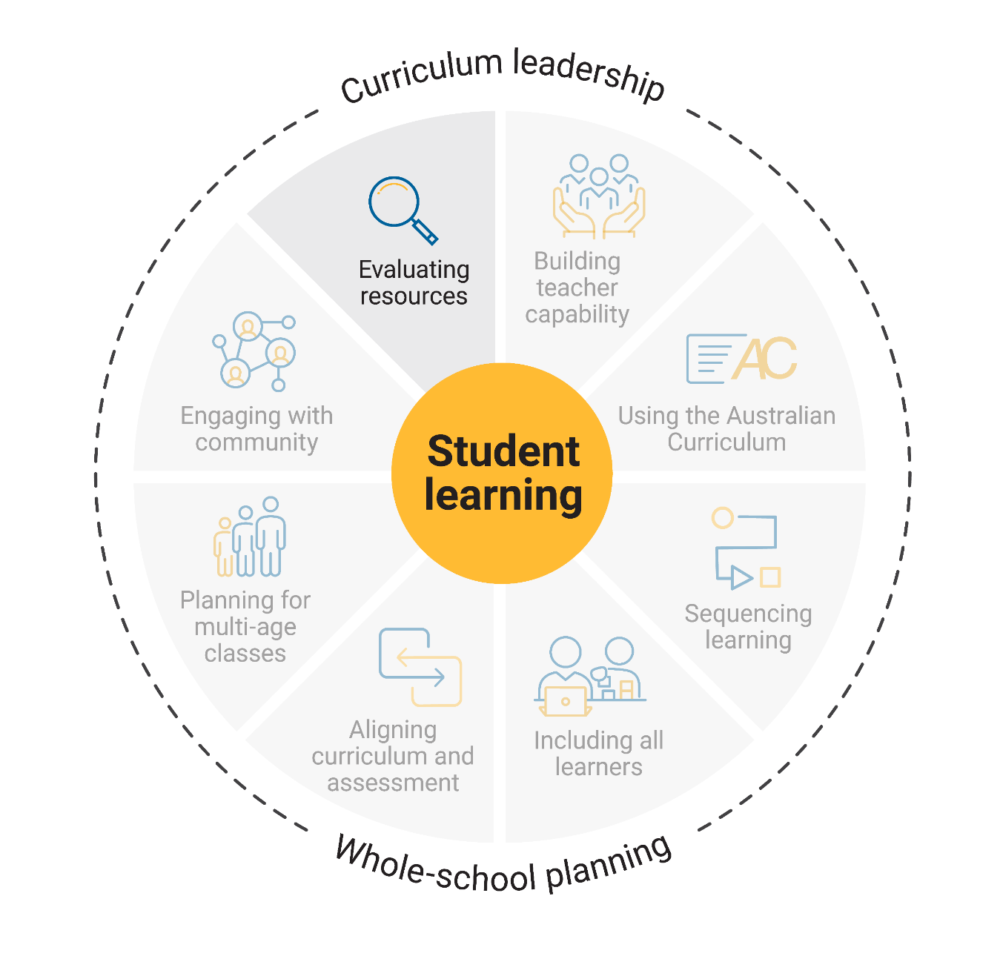 Curriculum leadership
Evaluating
resources
Building
teacher
capability
AC
Using the Australian
Curriculum
Sequencing
learning
Including all
learners
Aligning
curriculum and
assessment
Planning for
multi-age
classes
Engaging with
community
Student
learning
Whole-school planning